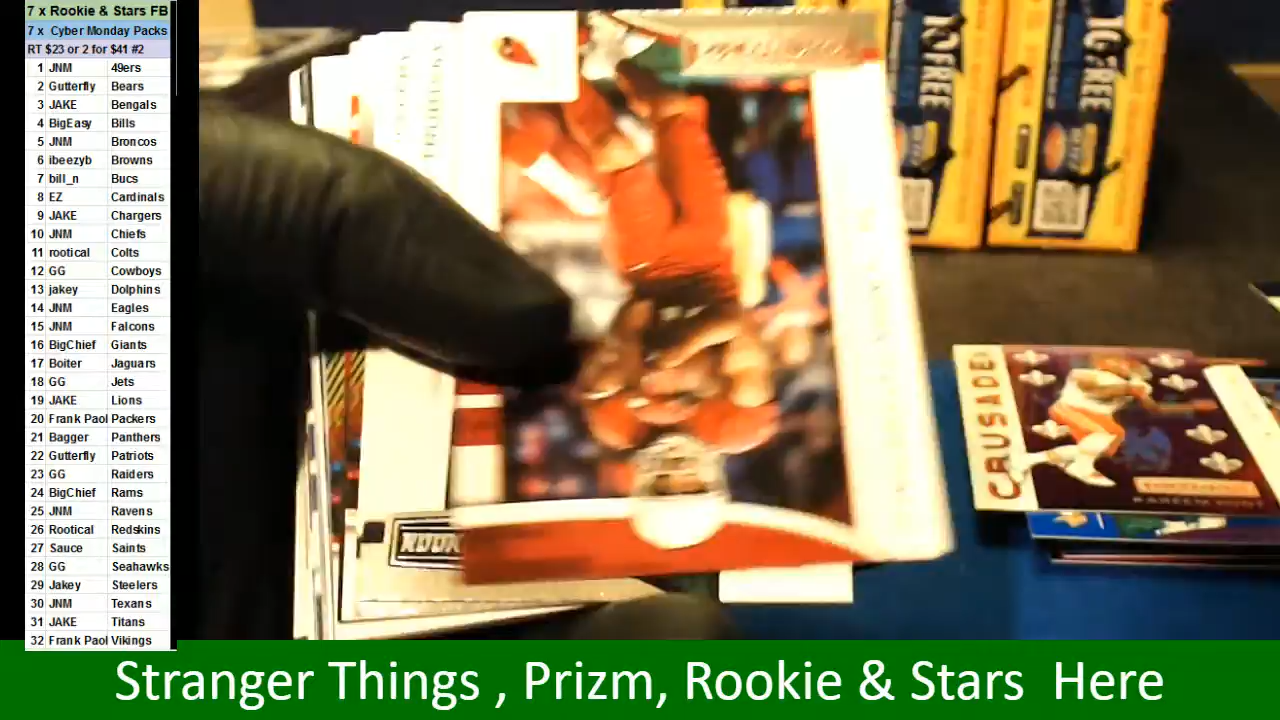 7 x Rookie & Stars FB
7 x Cyber Monday Packs
RT $23 or 2 for $41 #2
1 JNM 49ers
2 Gutterfly Bears
3 JAKE Bengals
4 BigEasy Bills
5 JNM Broncos
6 ibeezyb Browns
7 bill_n Bucs
8 EZ Cardinals
9 JAKE Chargers
10 JNM Chiefs
11 rootical Colts
12 GG Cowboys
13 jakey Dolphins
14 JNM Eagles
15 JNM Falcons
16 BigChief Giants
17 Boiter Jaguars
18 GG Jets
19 JAKE Lions
20 Frank Paol Packers
21 Bagger Panthers
22 Gutterfly Patriots
23 GG Raiders
24 BigChief Rams
25 JNM Ravens
26 Rootical Redskins
27 Sauce Saints
28 GG Seahawks
29 Jakey Steelers
30 JNM Texans
31 JAKE Titans
32 Frank Paol Vikings
CRUSADE
KAREEM HUNT
Stranger Things , Prizm, Rookie & Stars Here